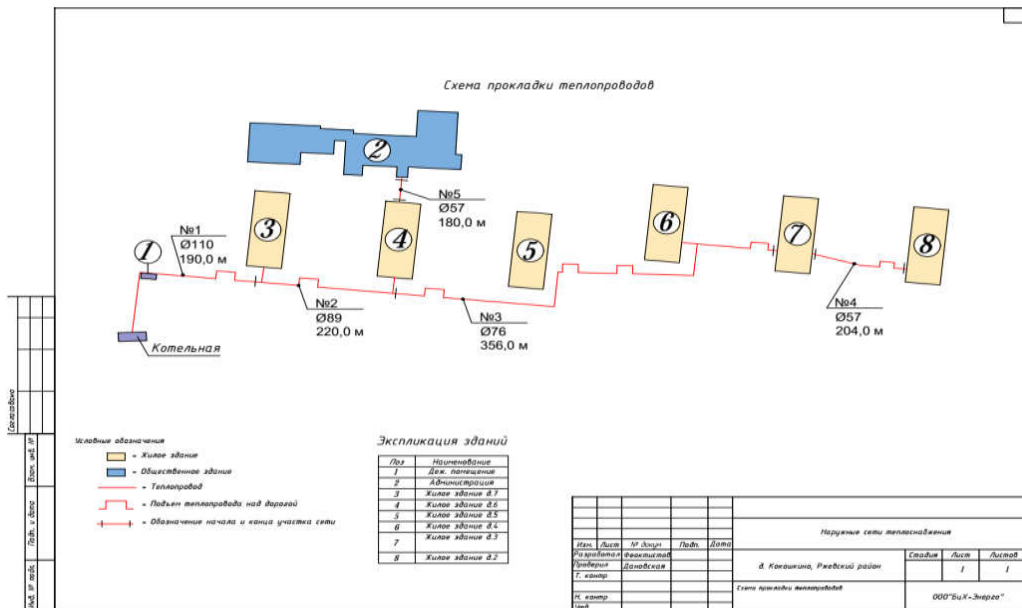 Схема прокладки теплопроводов
2
№5
Ø57
180,0 м
3
4
5
6
7
8
1
№1
Ø110
190,0 м
№2
Ø89
220,0 м
№3
Ø76
356,0 м
№4
Ø57
204,0 м
Котельная
Условные обозначения
- Жилое здание
- Общественное здание
- Теплопровод
- Подъем теплопровода над дорогой
- Обозначение начала и конца участка сети
Экспликация зданий
Поз Наименование
1 Деж. помещение
2 Администрация
3 Жилое здание д.7
4 Жилое здание д.6
5 Жилое здание д.5
6 Жилое здание д.4
7 Жилое здание д.3
8 Жилое здание д.2
Согласовано
Взам. инв. №
Подп. и дата
Инв. № подл.
Изм. Лист № докум Подп. Дата
Разработал Феоктистов
Проверил Дановская
Т. контр
Н. контр
Утв.
Наружные сети теплоснабжения
д. Кокошкино, Ржевский район
Стадия Лист Листов
1 1
Схема прокладки теплопроводов
ООО"БиХ-Энерго"